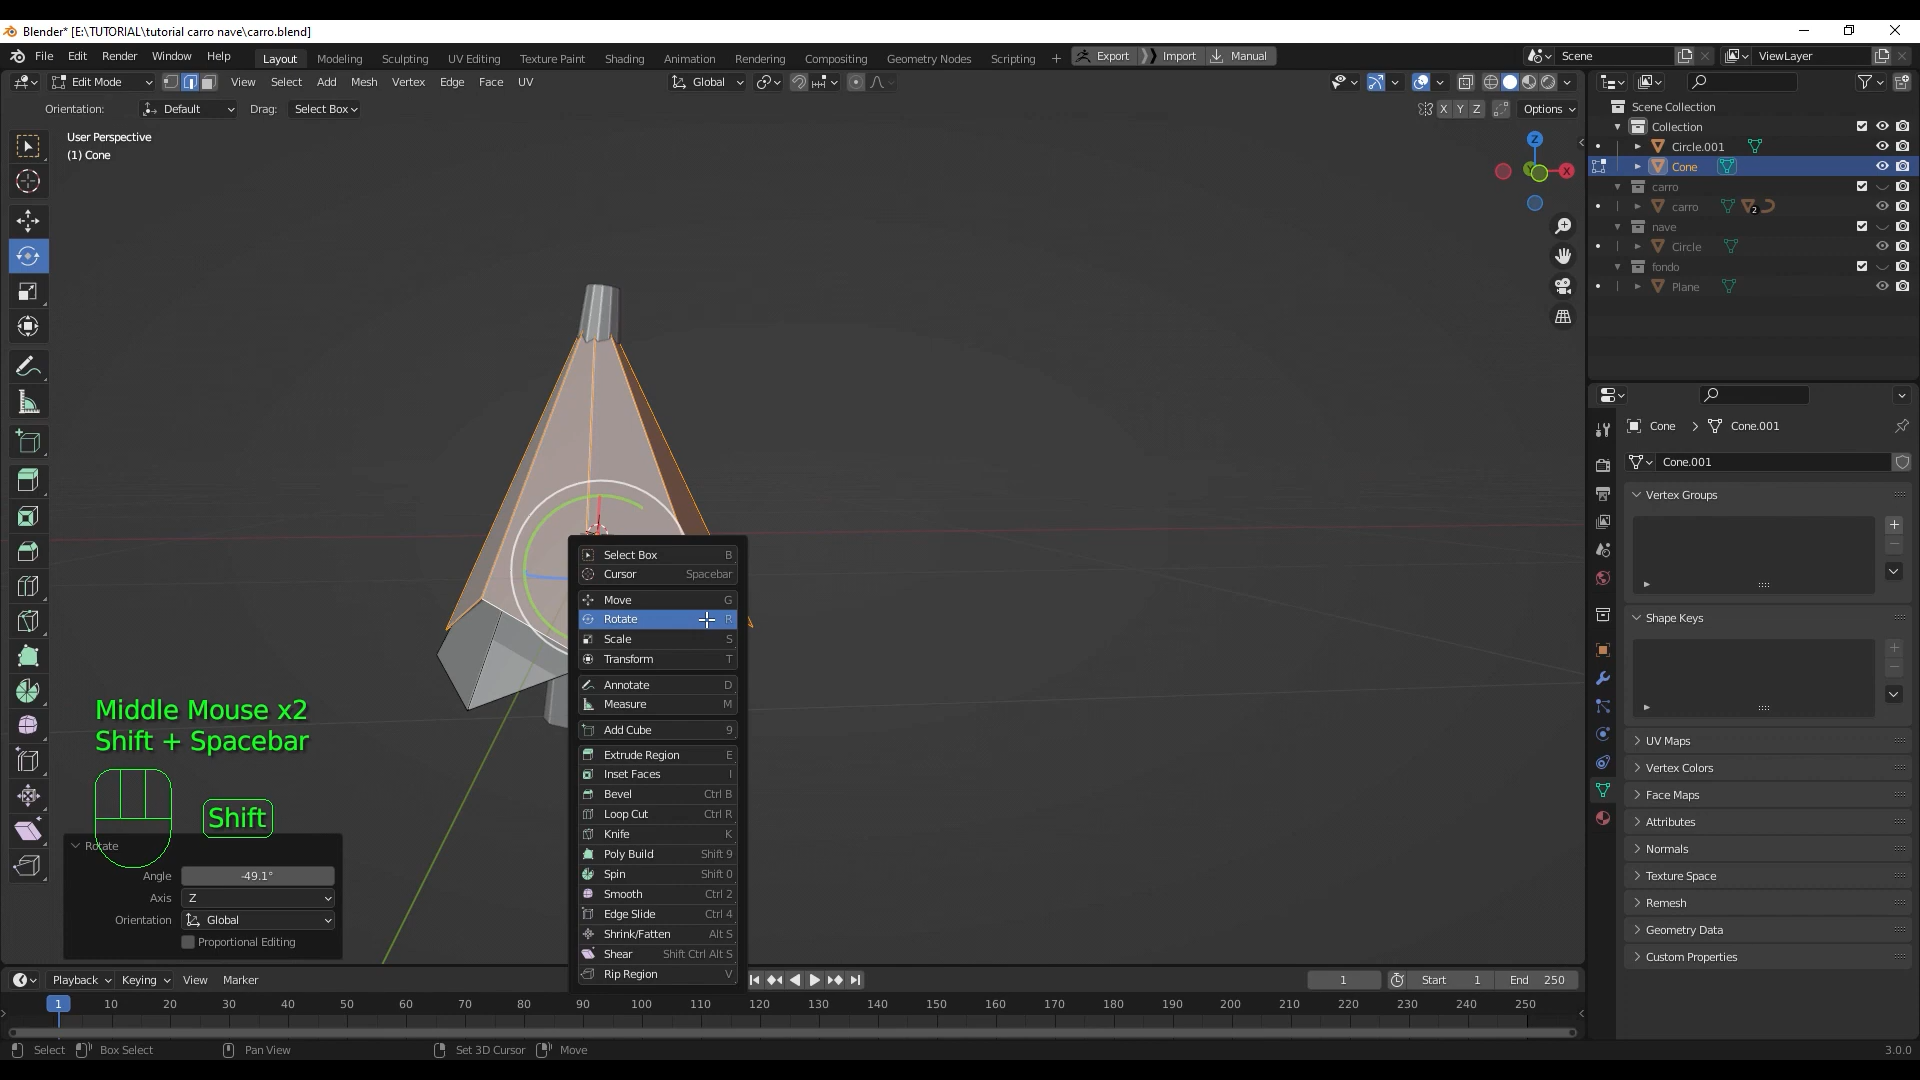 Blender* [E:\TUTORIAL\tutorial carro nave\carro.blend]
File Edit Render Window Help Layout Modeling Sculpting UV Editing Texture Paint Shading Animation Rendering Compositing Geometry Nodes Scripting + Export Import Manual Scene ViewLayer
Edit Mode View Select Add Mesh Vertex Edge Face UV Global
Orientation: Default Drag: Select Box X Y Z Options
User Perspective
(1) Cone
Z
X
Y
Scene Collection
Collection
Circle.001
Cone
carro
carro 2
nave
Circle
fondo
Plane
Cone > Cone.001
Cone.001
Vertex Groups
Shape Keys
UV Maps
Vertex Colors
Face Maps
Attributes
Normals
Texture Space
Remesh
Geometry Data
Custom Properties
Select Box B
Cursor Spacebar
Move G
Rotate R
Scale S
Transform T
Annotate D
Measure M
Add Cube 9
Extrude Region E
Inset Faces I
Bevel Ctrl B
Loop Cut Ctrl R
Knife K
Poly Build Shift 9
Spin Shift 0
Smooth Ctrl 2
Edge Slide Ctrl 4
Shrink/Fatten Alt S
Shear Shift Ctrl Alt S
Rip Region V
Middle Mouse x2
Shift + Spacebar
Shift
Rotate
Angle -49.1°
Axis Z
Orientation Global
Proportional Editing
Playback Keying View Marker 1 Start 1 End 250
1 10 20 30 40 50 60 70 80 90 100 110 120 130 140 150 160 170 180 190 200 210 220 230 240 250
Select Box Select Pan View Set 3D Cursor Move 3.0.0